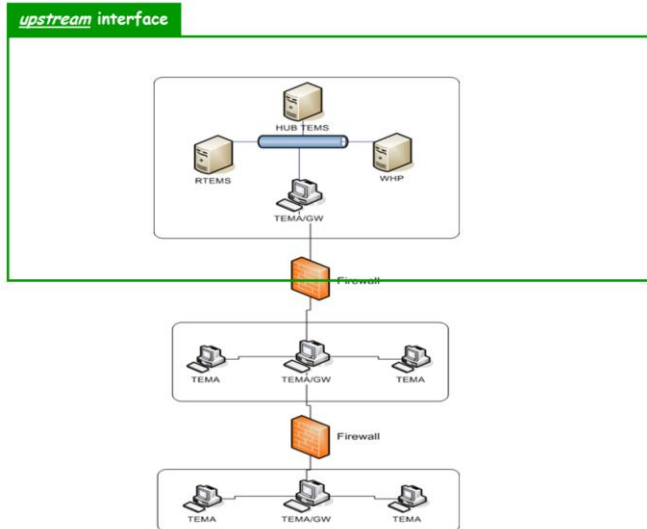 upstream interface
HUB TEMS
RTEMS
WHP
TEMA/GW
Firewall
TEMA
TEMA/GW
TEMA
Firewall
TEMA
TEMA/GW
TEMA